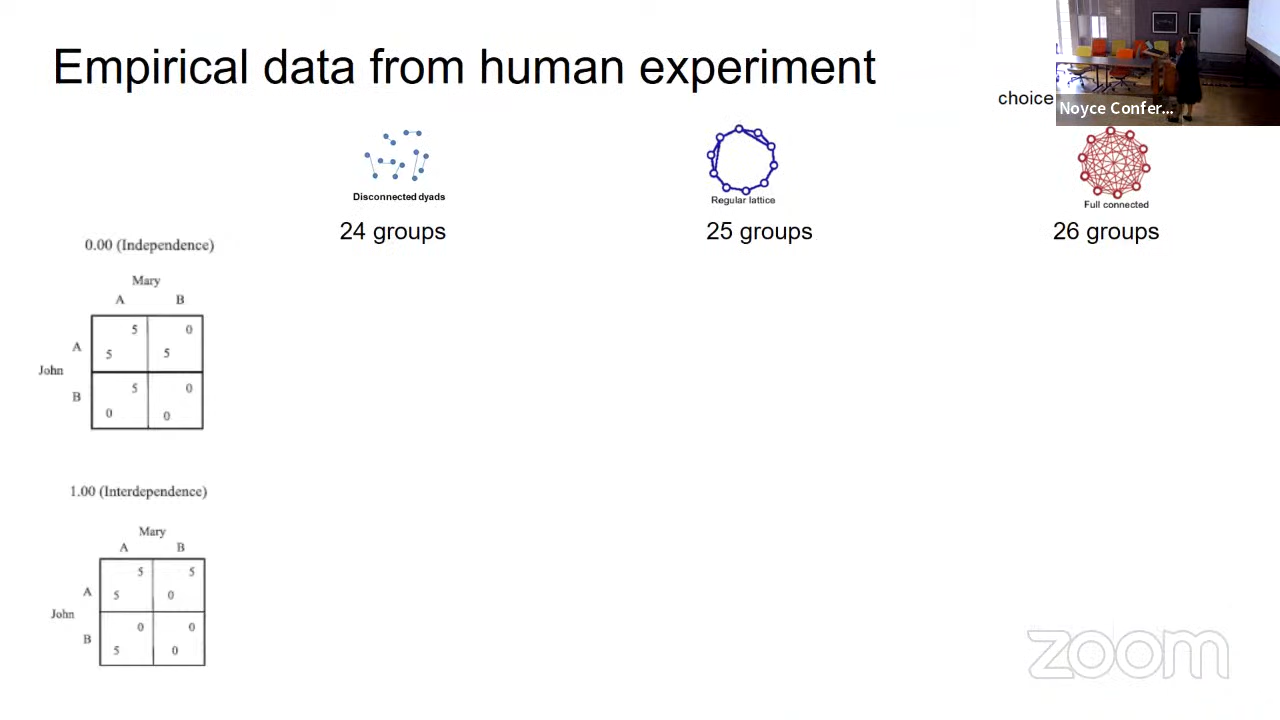 Empirical data from human experiment
choice
Noyce Confer...
Disconnected dyads
Regular lattice
Full connected
24 groups
25 groups
26 groups
0.00 (Independence)
Mary
A B
5 0
A
5 5
John
5 0
B
0 0
1.00 (Interdependence)
Mary
A B
5 5
A
5 0
John
0 0
B
5 0
zoom